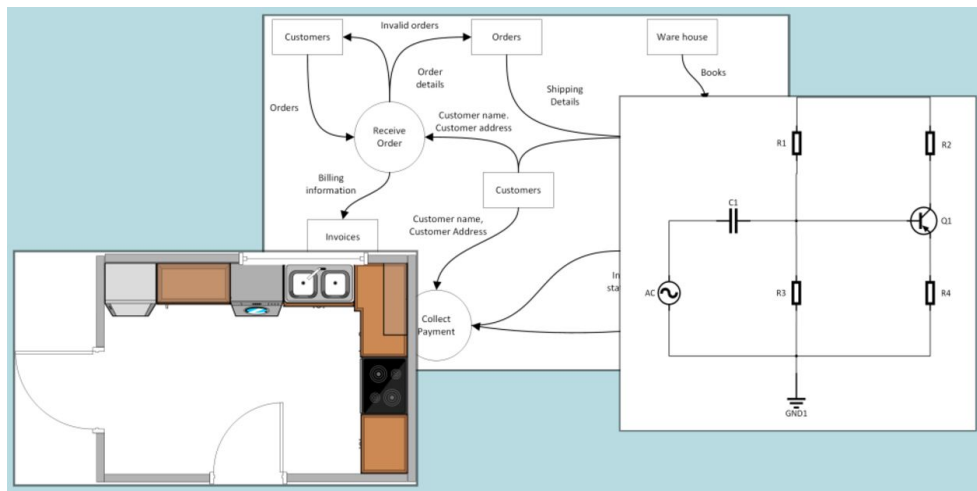 Customers
Invalid orders
Orders
Ware house
Order
details
Books
Orders
Shipping
Details
Receive
Order
Customer name.
Customer address
Billing
information
Customers
Invoices
Customer name,
Customer Address
Collect
Payment
R1
R2
C1
Q1
AC
R3
R4
GND1